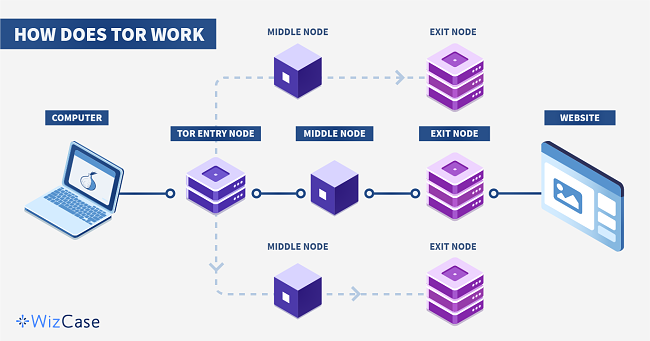 HOW DOES TOR WORK
MIDDLE NODE
EXIT NODE
COMPUTER
TOR ENTRY NODE
MIDDLE NODE
EXIT NODE
WEBSITE
MIDDLE NODE
EXIT NODE
WizCase